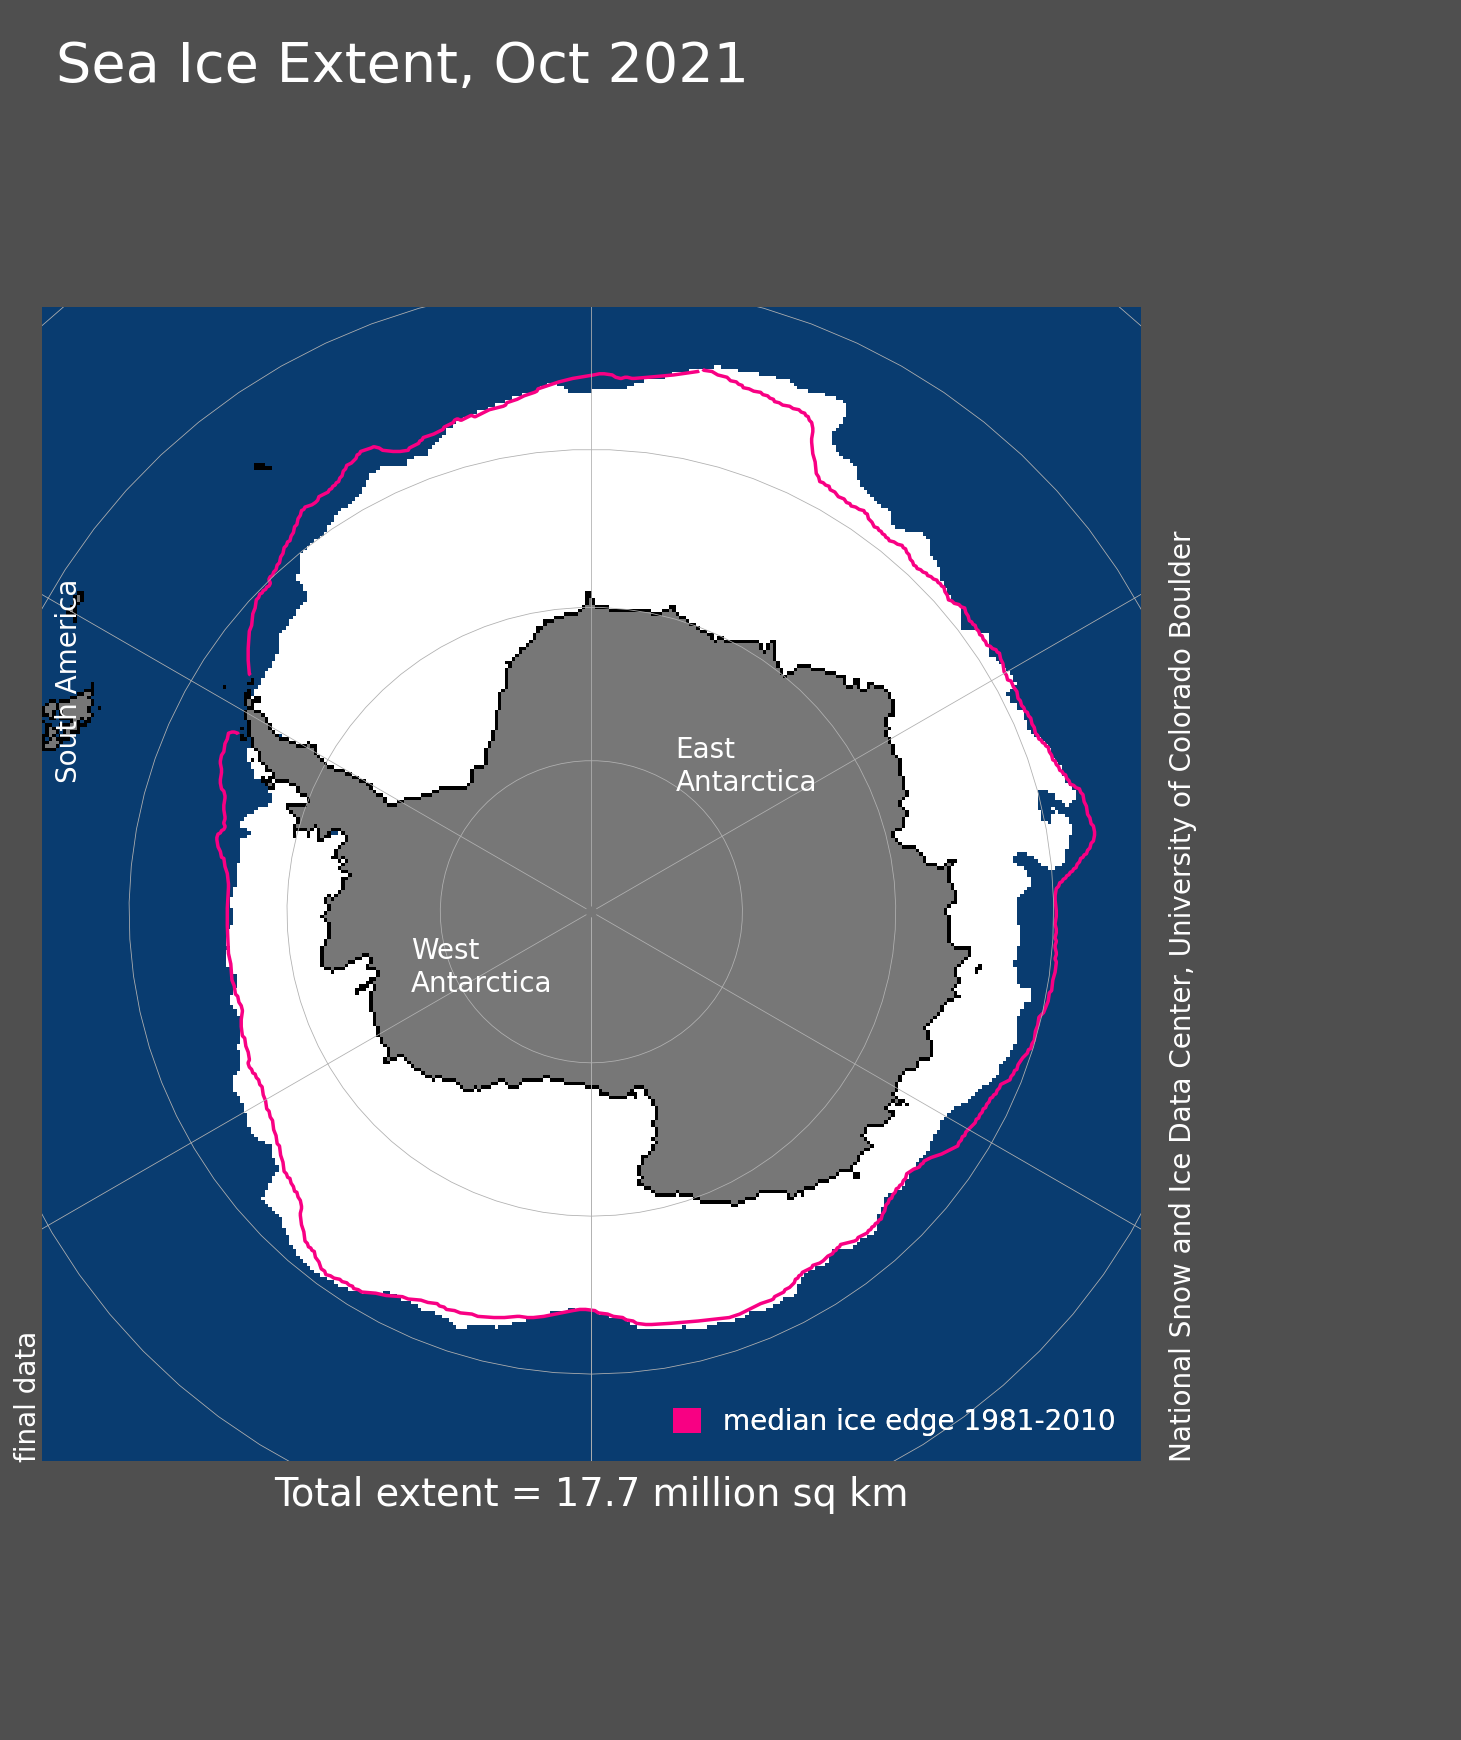 Sea Ice Extent, Oct 2021
South America
East
Antarctica
West
Antarctica
National Snow and Ice Data Center, University of Colorado Boulder
final data
median ice edge 1981-2010
Total extent = 17.7 million sq km